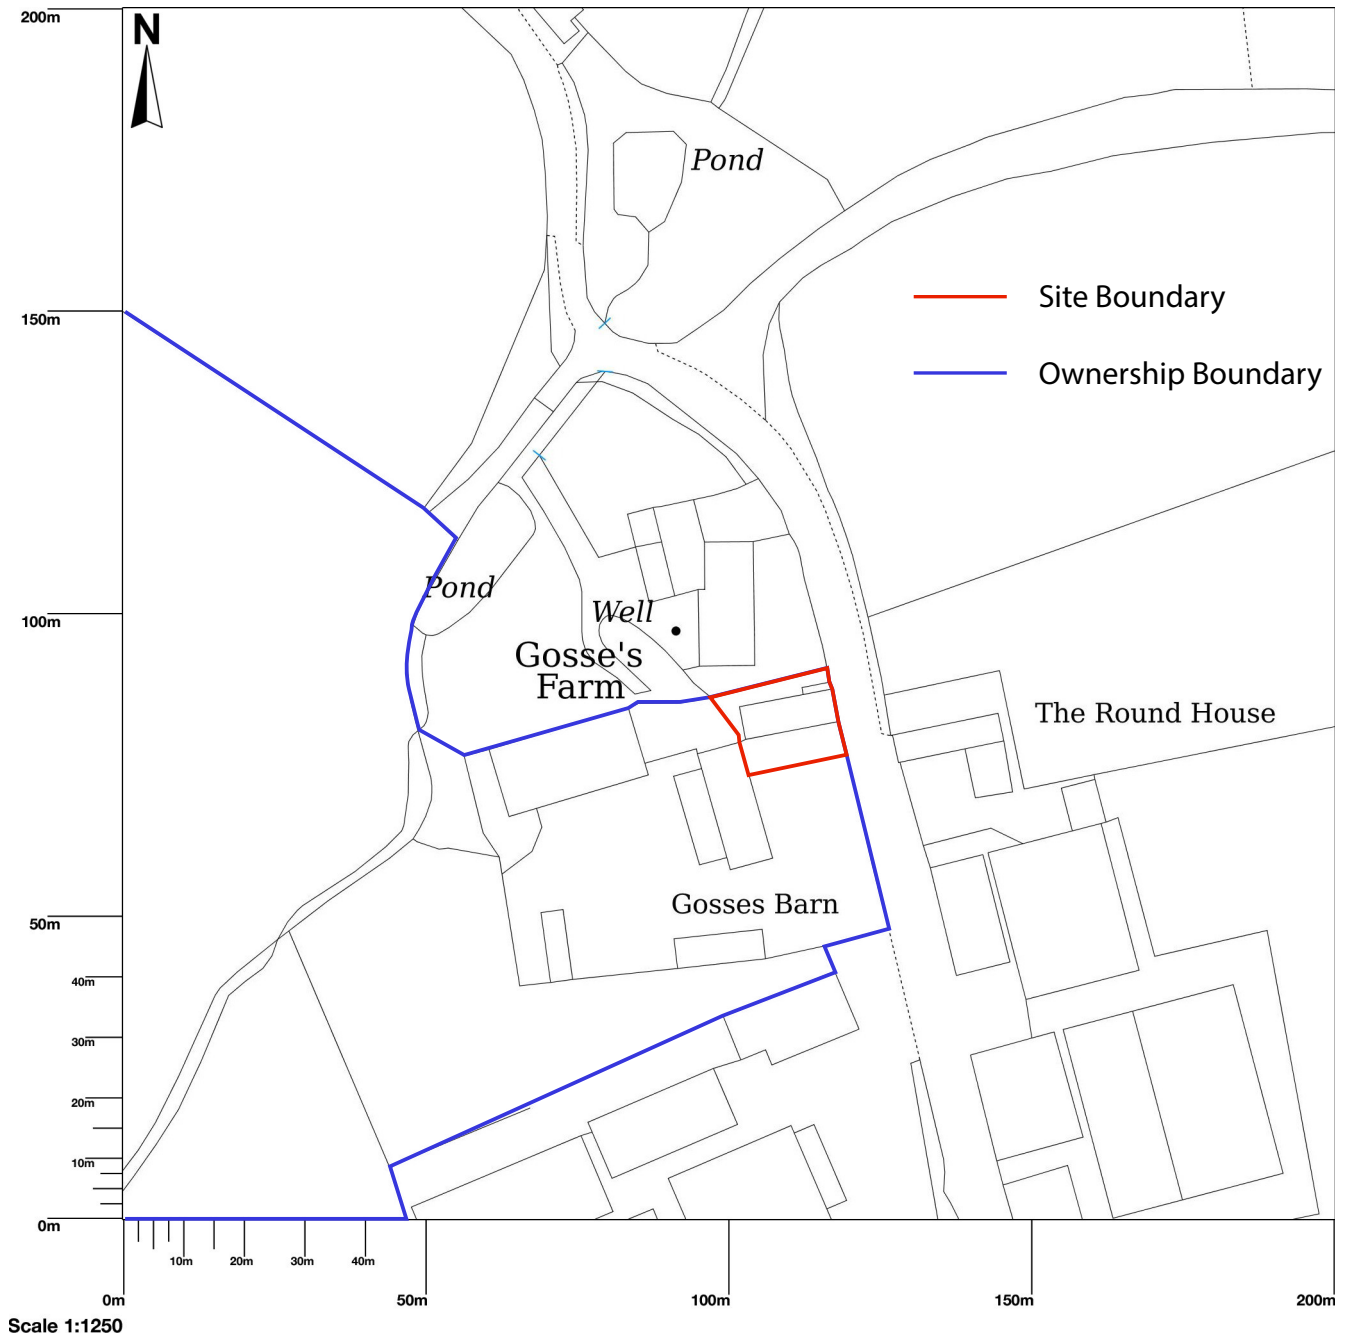 200m
N
Pond
Site Boundary
150m
Ownership Boundary
Pond
Well
100m
Gosse's
Farm
The Round House
Gosses Barn
50m
40m
30m
20m
10m
0m
10m 20m 30m 40m
0m 50m 100m 150m 200m
Scale 1:1250